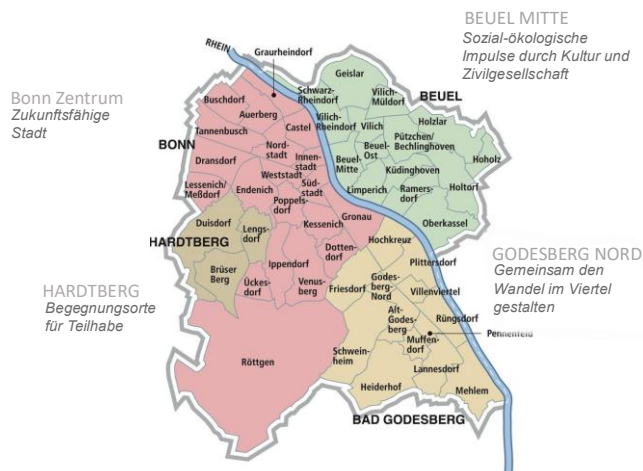 BEUEL MITTE
Sozial-ökologische
Impulse durch Kultur und
Zivilgesellschaft
RHEIN
Graurheindorf
Geislar
Schwarz-
Rheindorf
Vilich-
Müldorf
BEUEL
Bonn Zentrum
Zukunftsfähige
Stadt
Buschdorf
Auerberg
Vilich-
Rheindorf
Vilich
Holzlar
Tannenbusch
Castel
Pützchen/
Bechlinghoven
BONN
Nord-
stadt
Beuel-
Ost
Hoholz
Dransdorf
Innen-
stadt
Beuel-
Mitte
Küdinghoven
Weststadt
Lessenich/
Meßdorf
Endenich
Süd-
stadt
Limperich
Ramers-
dorf
Holtorf
Poppels-
dorf
Duisdorf
Lengs-
dorf
Kessenich
Gronau
Oberkassel
HARDTBERG
Hochkreuz
Dotten-
dorf
GODESBERG NORD
Gemeinsam den
Wandel im Viertel
gestalten
Plittersdorf
Brüser
Berg
Ippendorf
Godes-
berg-
Nord
Villenviertel
HARDTBERG
Begegnungsorte
für Teilhabe
Ückes-
dorf
Venus-
berg
Friesdorf
Alt-
Godes-
berg
Rüngsdorf
Pennenfeld
Muffen-
dorf
Röttgen
Schwein-
heim
Lannesdorf
Heiderhof
Mehlem
BAD GODESBERG